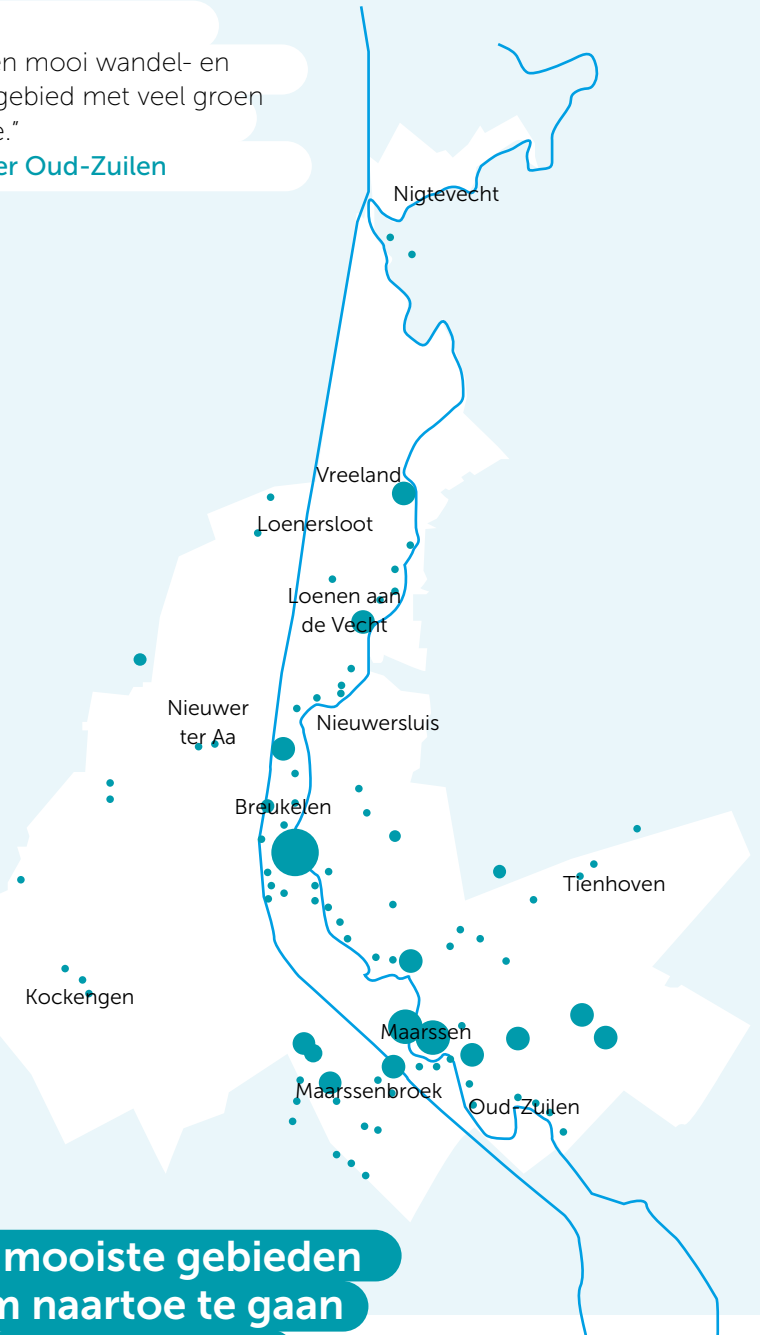 en mooi wandel- en
gebied met veel groen
e.”
er Oud-Zuilen
Nigtevecht
Vreeland
Loenersloot
Loenen aan
de Vecht
Nieuwer
ter Aa
Nieuwersluis
Breukelen
Tienhoven
Kockengen
Maarssen
Maarssenbroek
Oud-Zuilen
mooiste gebieden
m naartoe te gaan